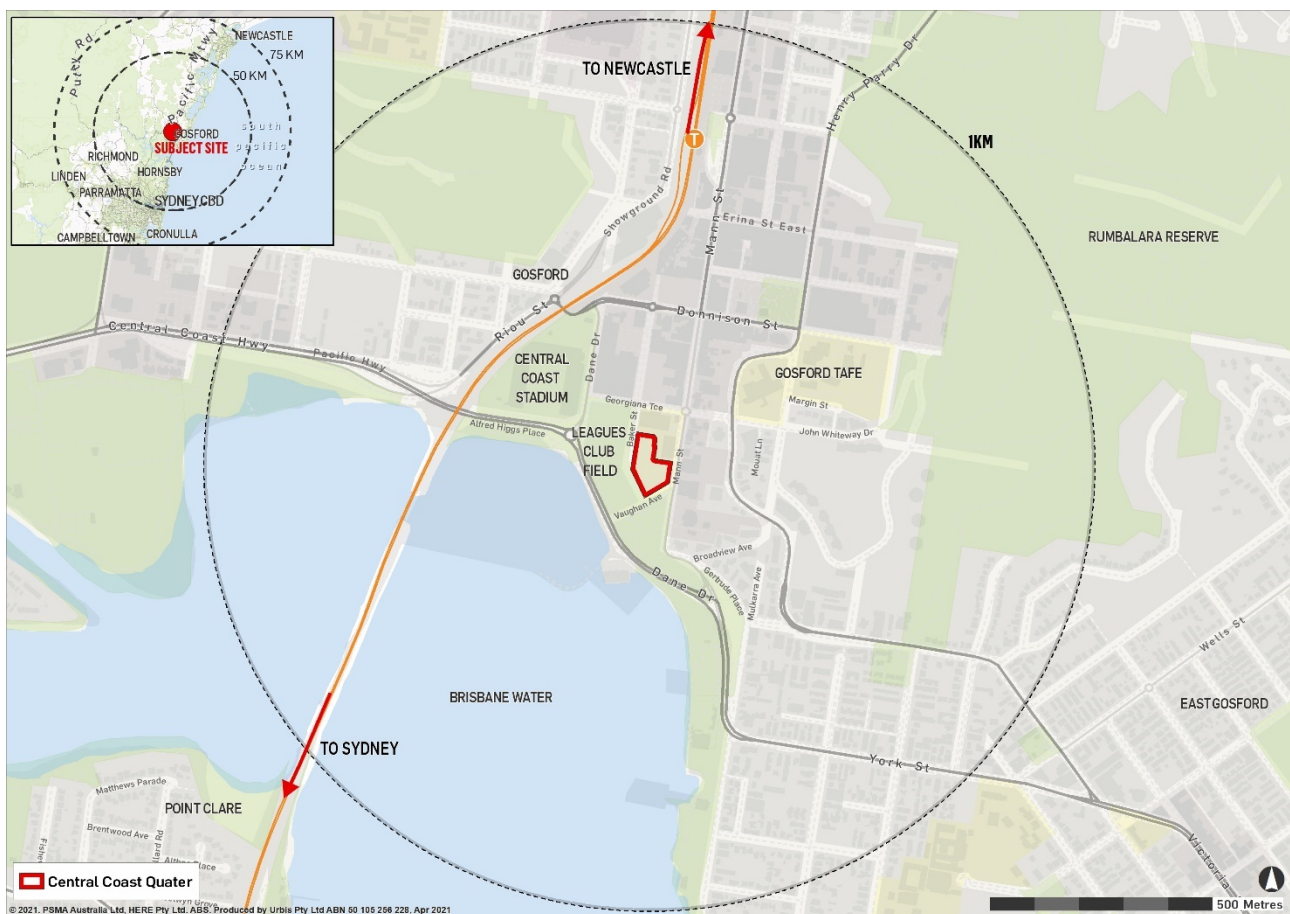 NEWCASTLE
75 KM
50 KM
Putty Rd
Pacific Mtwy
GOSFORD
SUBJECT SITE
south
pacific
ocean
RICHMOND
HORNSBY
LINDEN
PARRAMATTA
SYDNEY CBD
CAMPBELLTOWN
CRONULLA
TO NEWCASTLE
T
Henry Parry Dr
1KM
Showground Rd
Mann St
Erina St East
RUMBALARA RESERVE
GOSFORD
Riou St
Donnison St
Central Coast Hwy
Pacific Hwy
Dane Dr
CENTRAL
COAST
STADIUM
GOSFORD TAFE
Georgiana Tce
Margin St
Alfred Higgs Place
LEAGUES
CLUB
FIELD
Baker St
Mann St
Mouat Ln
John Whiteway Dr
Vaughan Ave
Broadview Ave
Dane Dr
Gertrude Place
Mulkarra Ave
Wells St
BRISBANE WATER
EAST GOSFORD
TO SYDNEY
York St
Matthews Parade
POINT CLARE
Brentwood Ave
Victoria
Central Coast Quater
500 Metres
© 2021. PSMA Australia Ltd, HERE Pty Ltd. ABS. Produced by Urbis Pty Ltd ABN 50 105 256 228, Apr 2021